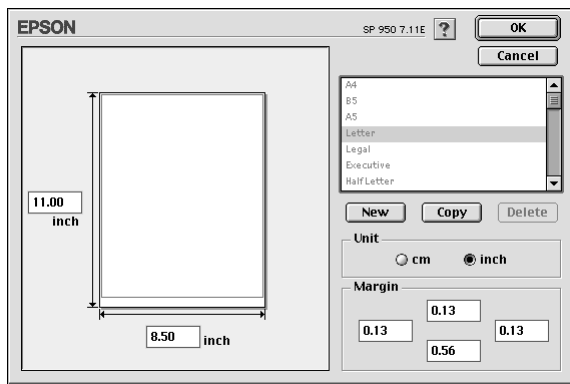 EPSON
SP 950 7.11E
?
OK
Cancel
A4
B5
A5
Letter
Legal
Executive
Half Letter
11.00
inch
8.50 inch
New Copy Delete
Unit
cm inch
Margin
0.13
0.13 0.13
0.56